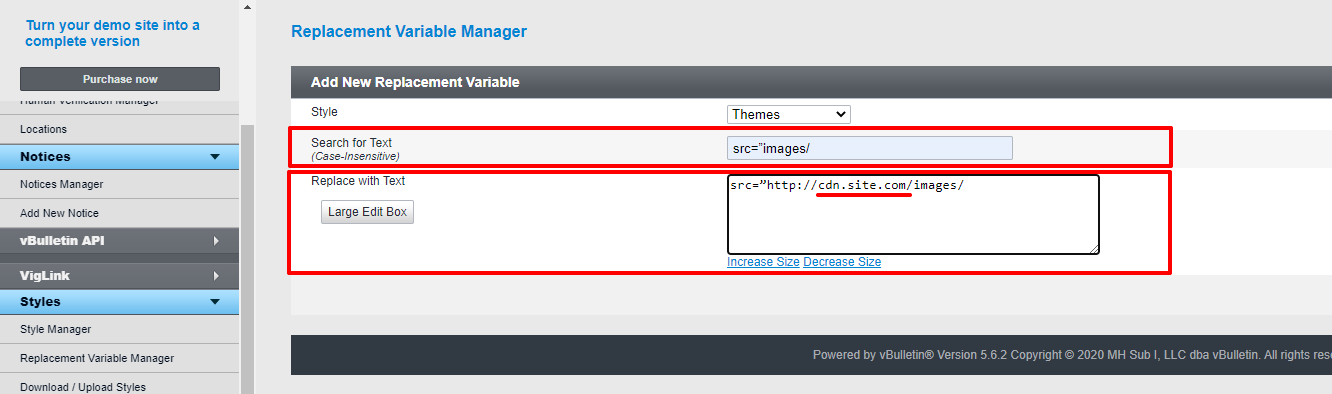 Turn your demo site into a
complete version
Purchase now
Human Verification Manager
Locations
Notices
Notices Manager
Add New Notice
vBulletin API
VigLink
Styles
Style Manager
Replacement Variable Manager
Download / Upload Styles
Replacement Variable Manager
Add New Replacement Variable
Style
Themes
Search for Text
(Case-Insensitive)
src=”images/
Replace with Text
Large Edit Box
src=”http://cdn.site.com/images/
Increase Size Decrease Size
Powered by vBulletin® Version 5.6.2 Copyright © 2020 MH Sub I, LLC dba vBulletin. All rights rese